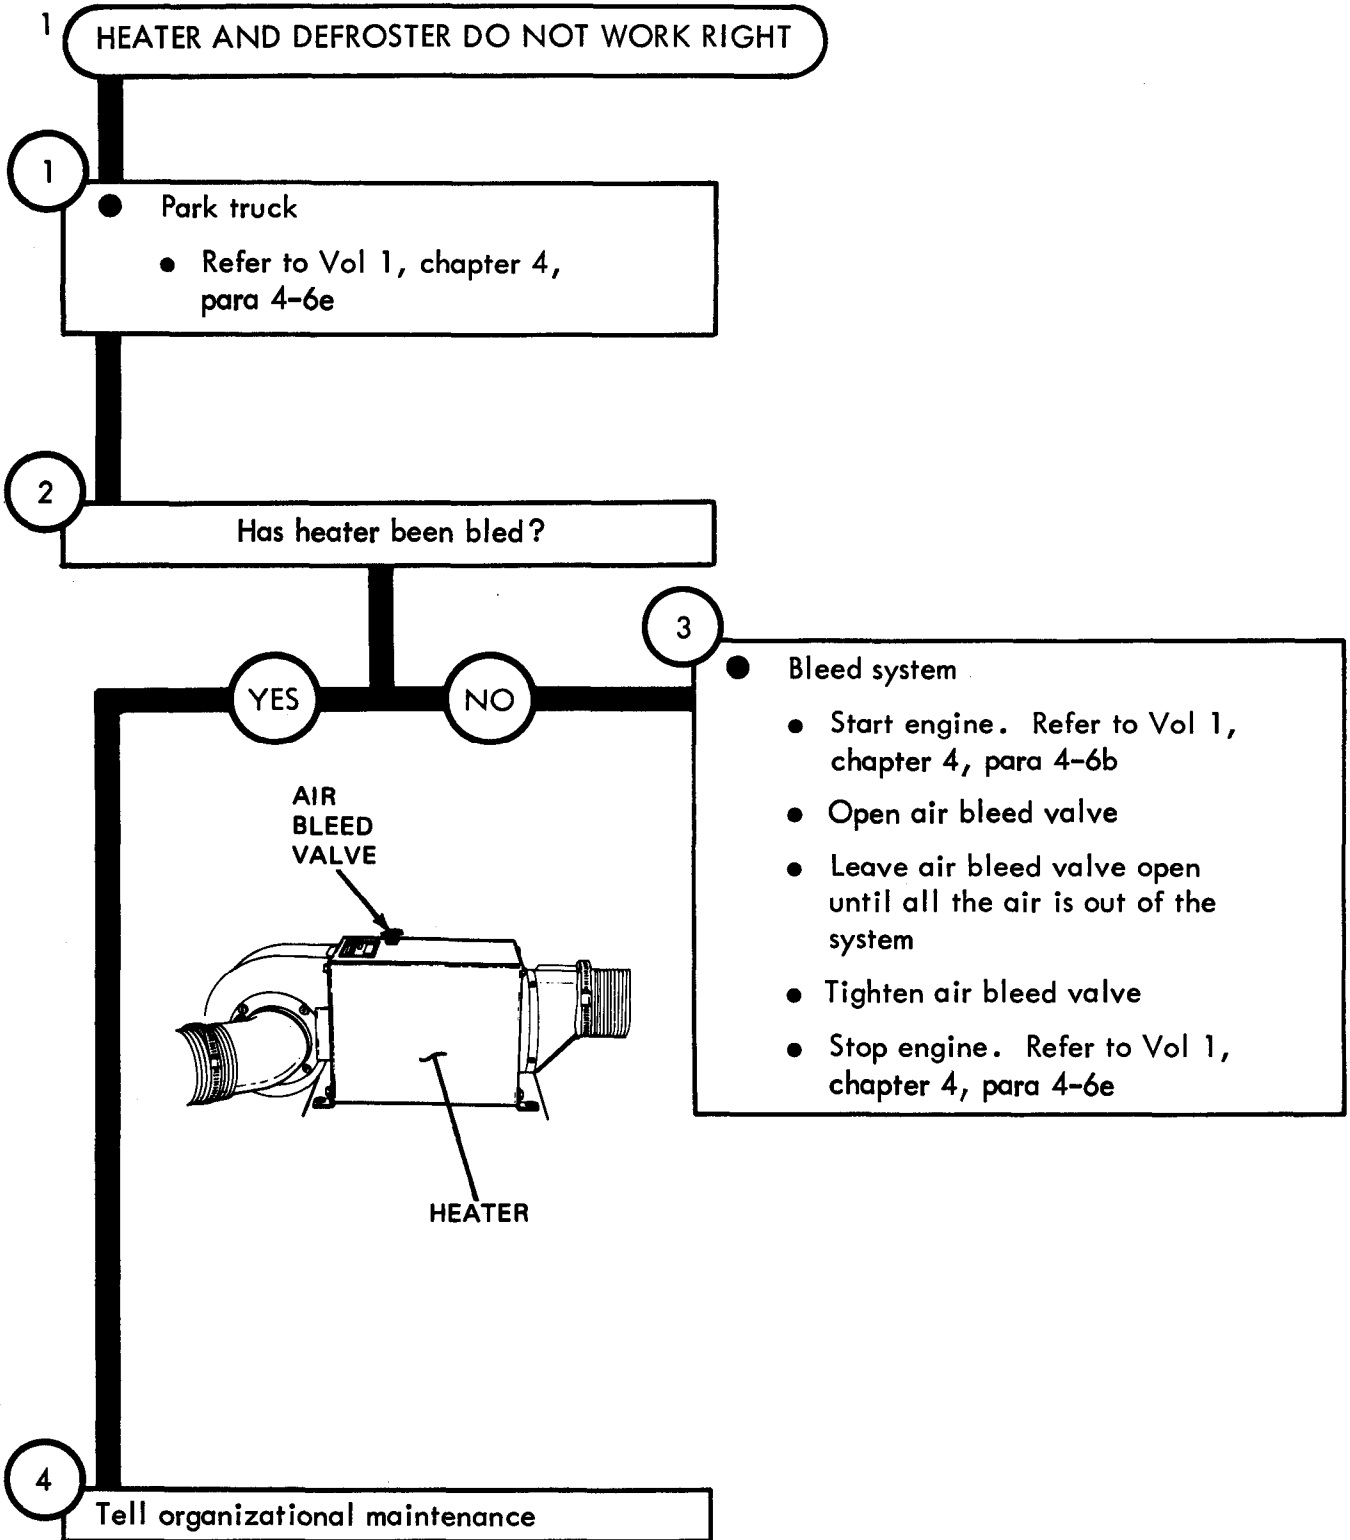 1
HEATER AND DEFROSTER DO NOT WORK RIGHT
1
● Park truck
● Refer to Vol 1, chapter 4,
para 4-6e
2
Has heater been bled?
YES
NO
3
● Bleed system
● Start engine. Refer to Vol 1,
chapter 4, para 4-6b
● Open air bleed valve
● Leave air bleed valve open
until all the air is out of the
system
● Tighten air bleed valve
● Stop engine. Refer to Vol 1,
chapter 4, para 4-6e
AIR
BLEED
VALVE
HEATER
4
Tell organizational maintenance